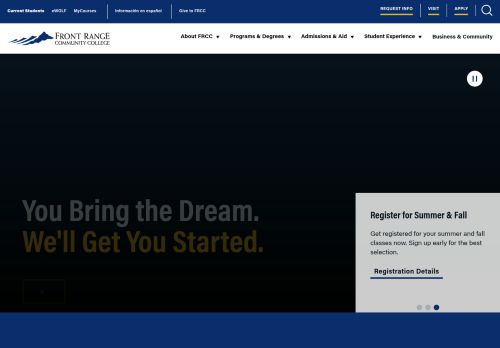 Current Students eWOLF MyCourses Información en español Give to FRCC REQUEST INFO VISIT APPLY
FRONT RANGE
COMMUNITY COLLEGE
About FRCC Programs & Degrees Admissions & Aid Student Experience Business & Community
You Bring the Dream.
We'll Get You Started.
Register for Summer & Fall
Get registered for your summer and fall
classes now. Sign up early for the best
selection.
Registration Details